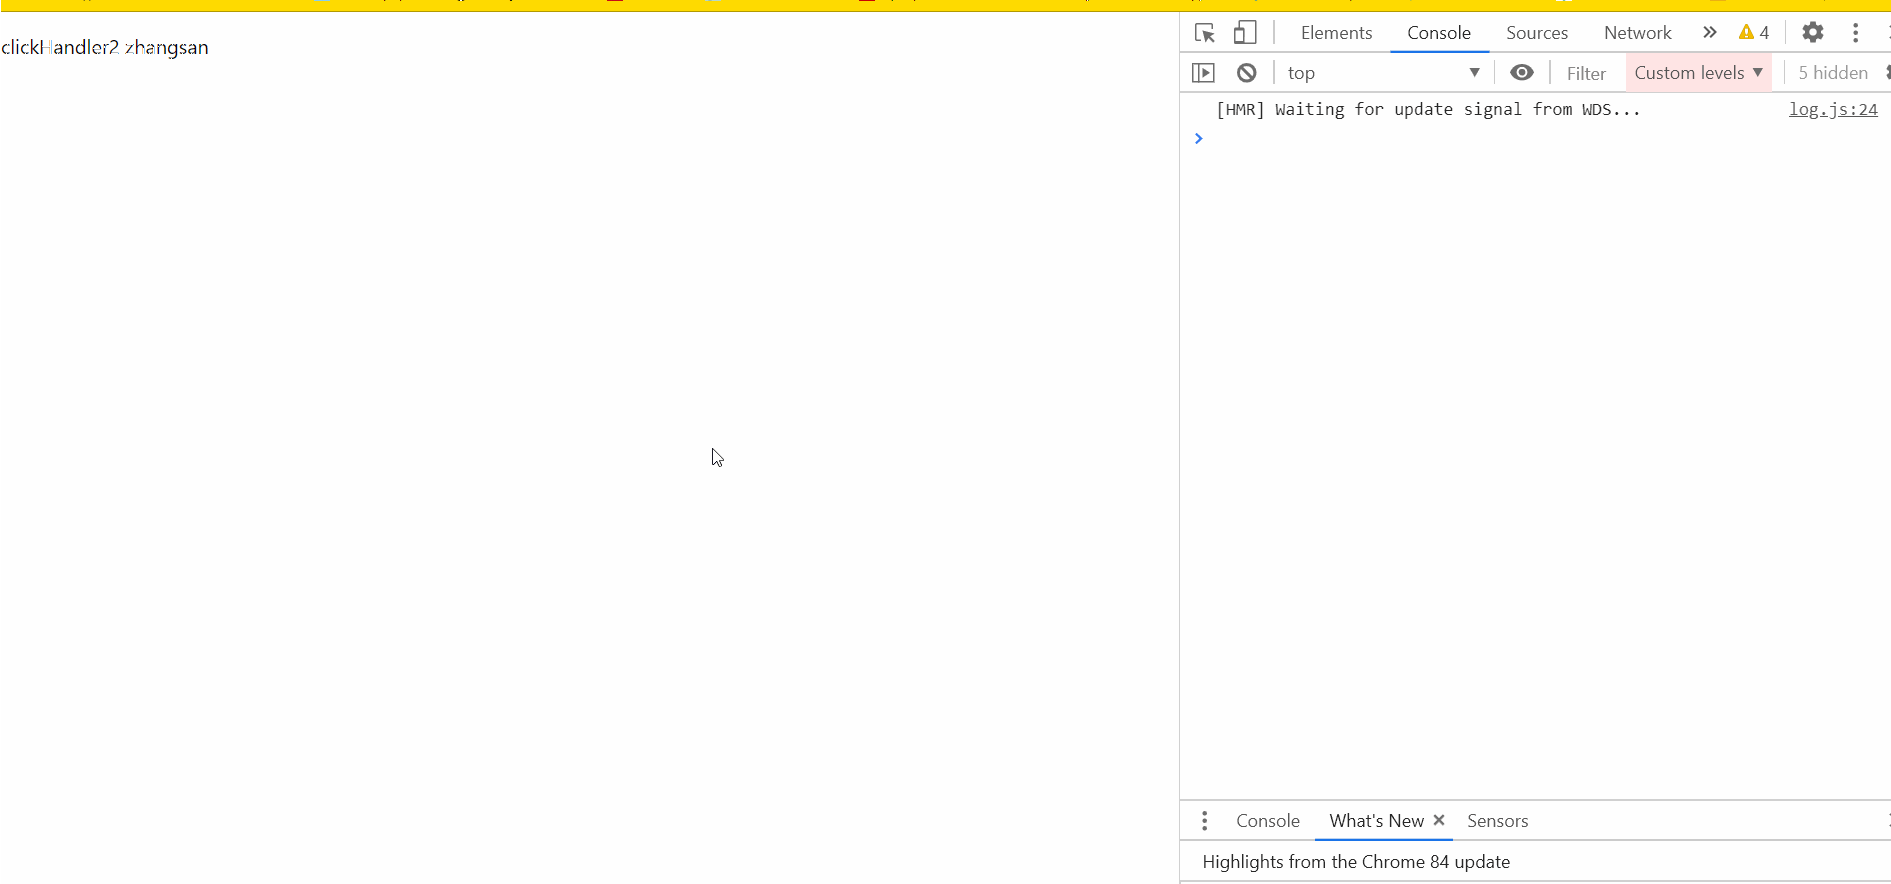 clickHandler2 zhangsan
Elements Console Sources Network » 4
top Filter Custom levels 5 hidden
[HMR] Waiting for update signal from WDS... log.js:24
Console What's New Sensors
Highlights from the Chrome 84 update